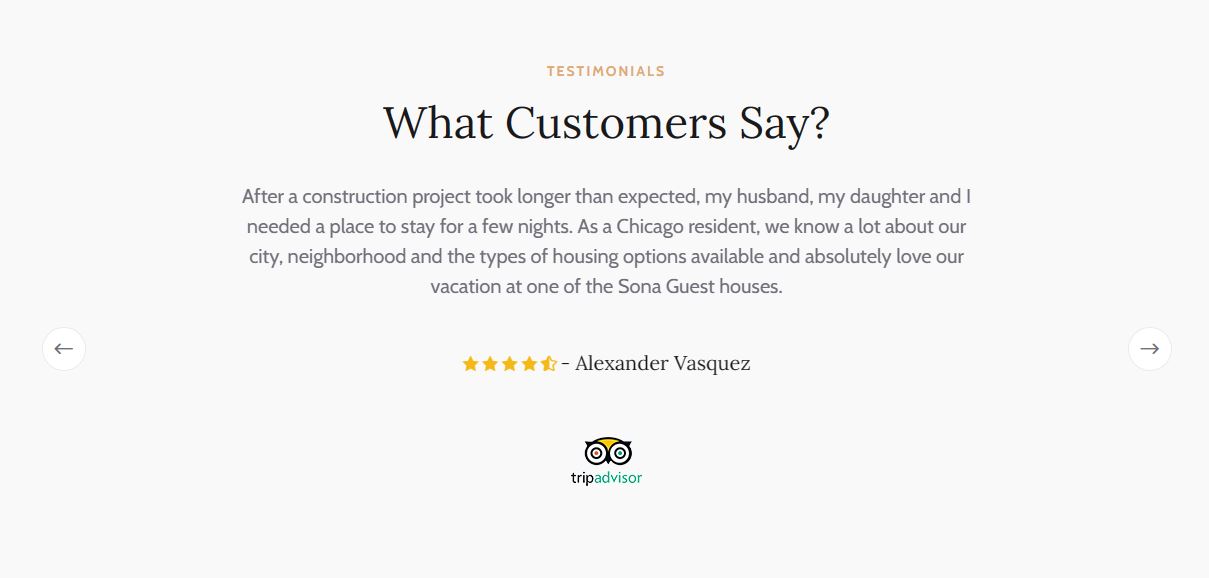 TESTIMONIALS
What Customers Say?
After a construction project took longer than expected, my husband, my daughter and I
needed a place to stay for a few nights. As a Chicago resident, we know a lot about our
city, neighborhood and the types of housing options available and absolutely love our
vacation at one of the Sona Guest houses.
- Alexander Vasquez
tripadvisor